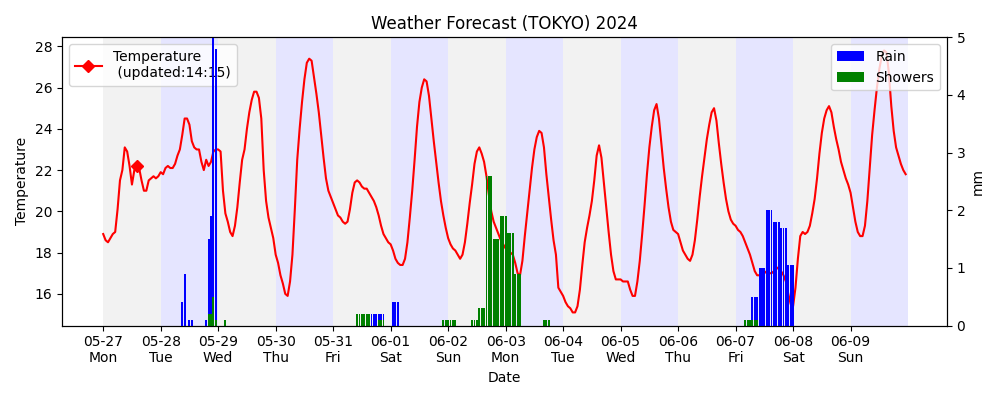 Weather Forecast (TOKYO) 2024
Temperature
(updated:14:15)
Rain
Showers
28
26
24
22
20
18
16
Temperature
5
4
3
2
1
0
mm
05-27 05-28 05-29 05-30 05-31 06-01 06-02 06-03 06-04 06-05 06-06 06-07 06-08 06-09
Mon Tue Wed Thu Fri Sat Sun Mon Tue Wed Thu Fri Sat Sun
Date